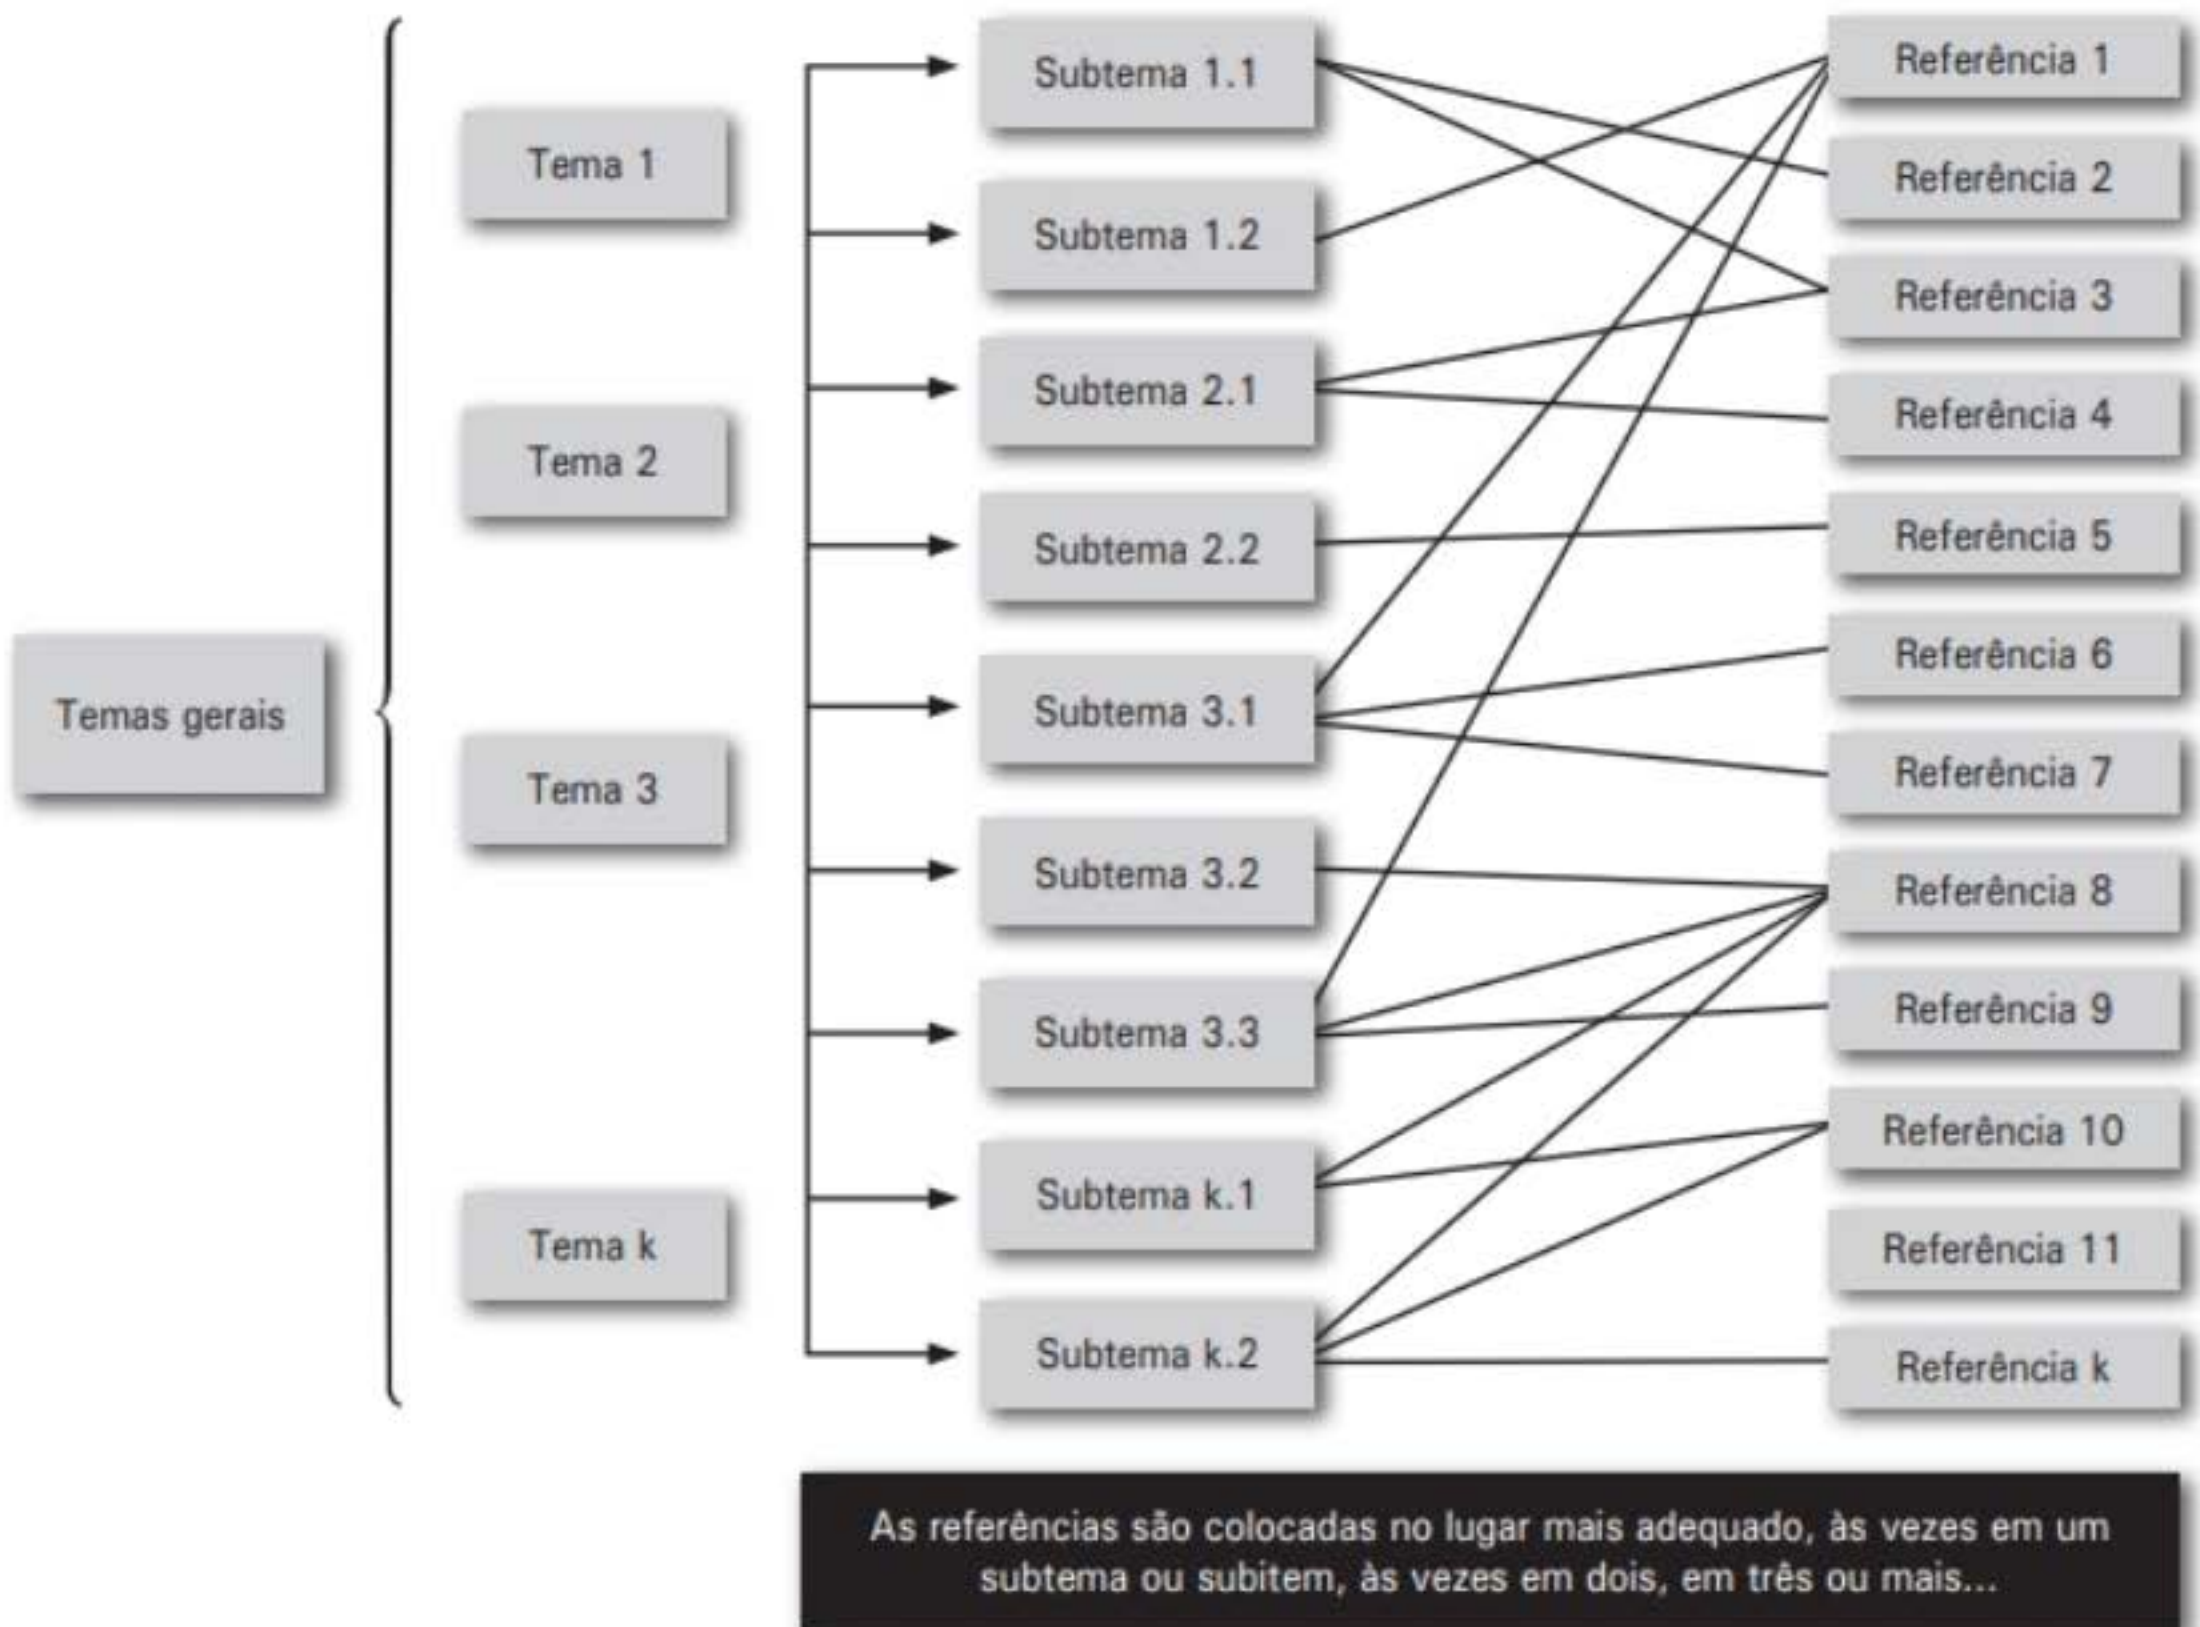 Temas gerais
Tema 1
Tema 2
Tema 3
Tema k
Subtema 1.1
Subtema 1.2
Subtema 2.1
Subtema 2.2
Subtema 3.1
Subtema 3.2
Subtema 3.3
Subtema k.1
Subtema k.2
Referência 1
Referência 2
Referência 3
Referência 4
Referência 5
Referência 6
Referência 7
Referência 8
Referência 9
Referência 10
Referência 11
Referência k
As referências são colocadas no lugar mais adequado, às vezes em um
subtema ou subitem, às vezes em dois, em três ou mais...